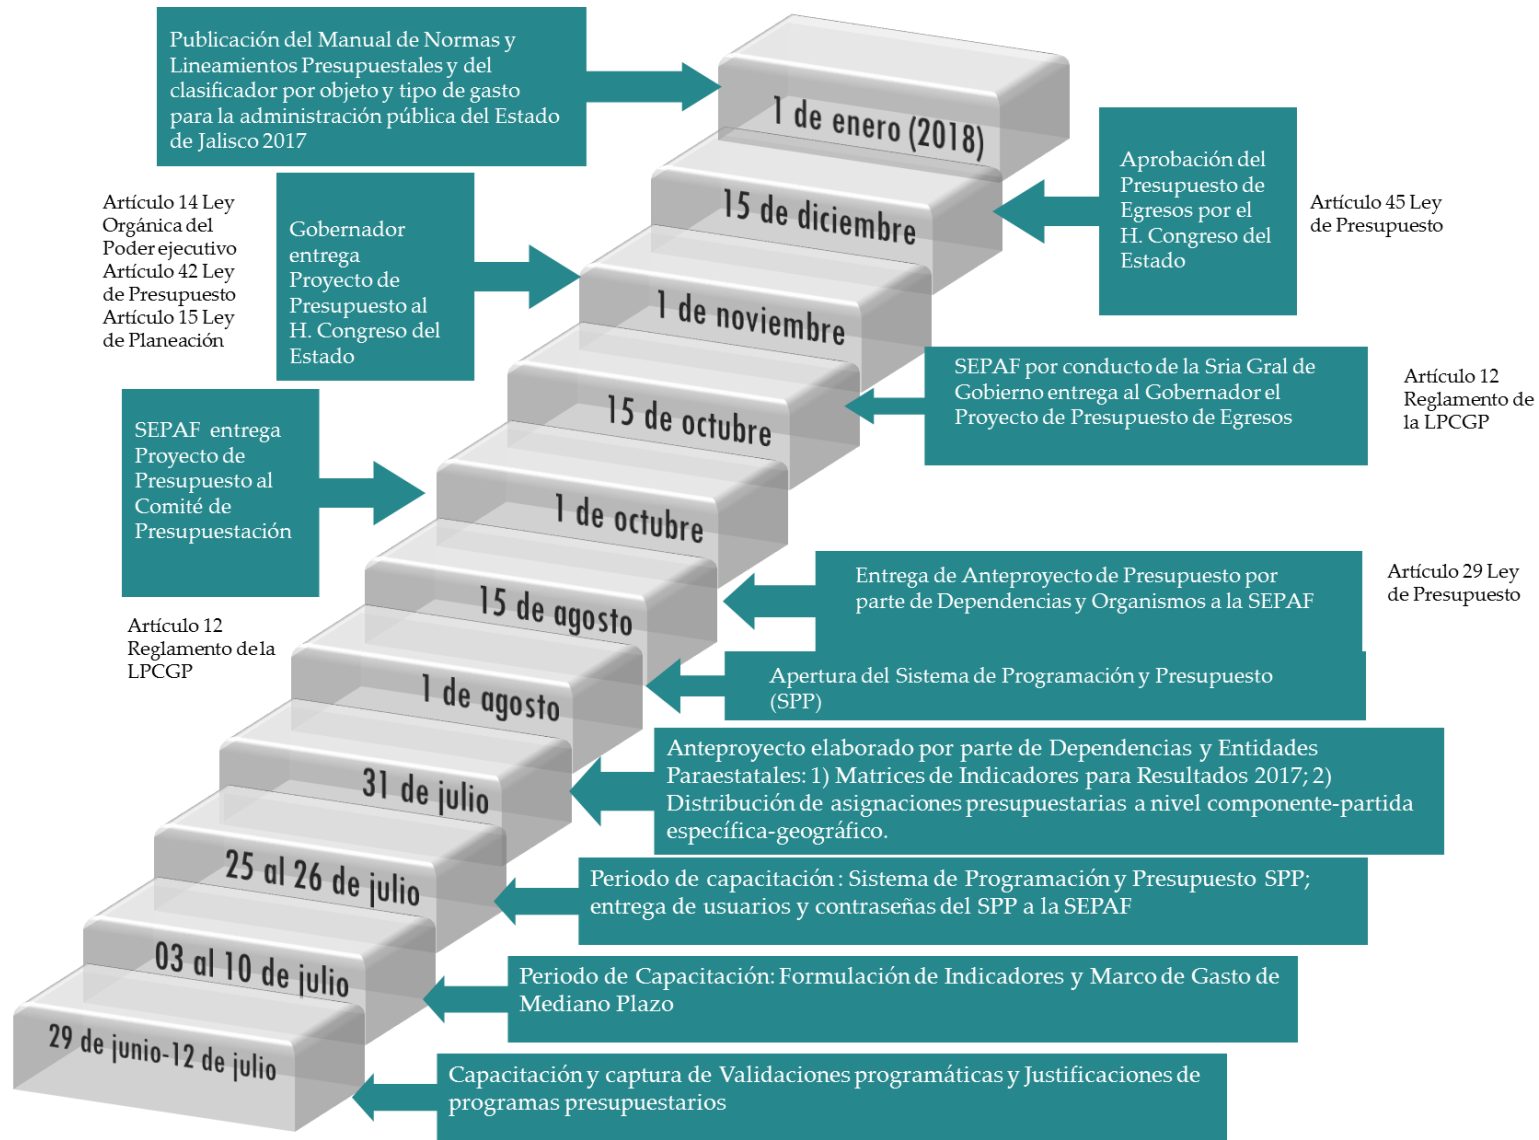 Publicación del Manual de Normas y
Lineamientos Presupuestales y del
clasificador por objeto y tipo de gasto
para la administración pública del Estado
de Jalisco 2017
1 de enero (2018)
Aprobación del
Presupuesto de
Egresos por el
H. Congreso del
Estado
Artículo 45 Ley
de Presupuesto
15 de diciembre
Artículo 14 Ley
Orgánica del
Poder ejecutivo
Artículo 42 Ley
de Presupuesto
Artículo 15 Ley
de Planeación
Gobernador
entrega
Proyecto de
Presupuesto al
H. Congreso del
Estado
1 de noviembre
SEPAF por conducto de la Sria Gral de
Gobierno entrega al Gobernador el
Proyecto de Presupuesto de Egresos
Artículo 12
Reglamento de
la LPCGP
15 de octubre
SEPAF entrega
Proyecto de
Presupuesto al
Comité de
Presupuestación
1 de octubre
Artículo 12
Reglamento de la
LPCGP
Entrega de Anteproyecto de Presupuesto por
parte de Dependencias y Organismos a la SEPAF
Artículo 29 Ley
de Presupuesto
15 de agosto
Apertura del Sistema de Programación y Presupuesto
(SPP)
1 de agosto
Anteproyecto elaborado por parte de Dependencias y Entidades
Paraestatales: 1) Matrices de Indicadores para Resultados 2017; 2)
Distribución de asignaciones presupuestarias a nivel componente-partida
específica-geográfico.
31 de julio
Periodo de capacitación : Sistema de Programación y Presupuesto SPP;
entrega de usuarios y contraseñas del SPP a la SEPAF
25 al 26 de julio
Periodo de Capacitación: Formulación de Indicadores y Marco de Gasto de
Mediano Plazo
03 al 10 de julio
Capacitación y captura de Validaciones programáticas y Justificaciones de
programas presupuestarios
29 de junio-12 de julio